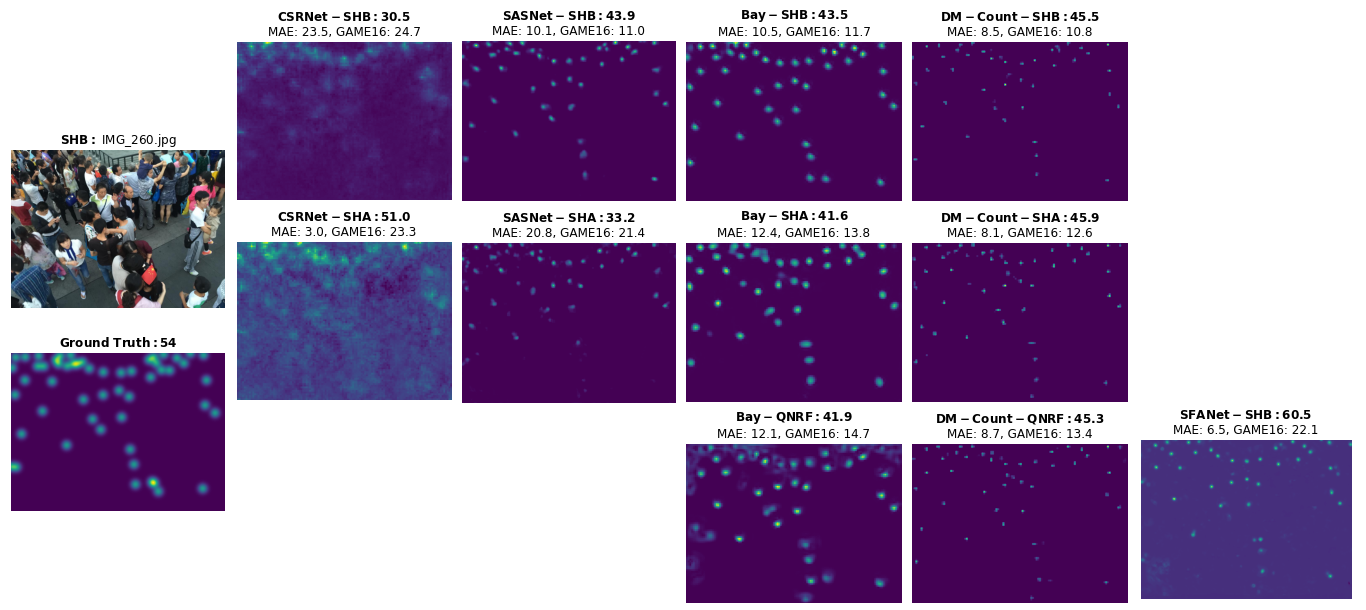 CSRNet − SHB: 30.5
MAE: 23.5, GAME16: 24.7
SASNet − SHB: 43.9
MAE: 10.1, GAME16: 11.0
Bay − SHB: 43.5
MAE: 10.5, GAME16: 11.7
DM − Count − SHB: 45.5
MAE: 8.5, GAME16: 10.8
SHB: IMG_260.jpg
CSRNet − SHA: 51.0
MAE: 3.0, GAME16: 23.3
SASNet − SHA: 33.2
MAE: 20.8, GAME16: 21.4
Bay − SHA: 41.6
MAE: 12.4, GAME16: 13.8
DM − Count − SHA: 45.9
MAE: 8.1, GAME16: 12.6
Ground Truth: 54
Bay − QNRF: 41.9
MAE: 12.1, GAME16: 14.7
DM − Count − QNRF: 45.3
MAE: 8.7, GAME16: 13.4
SFANet − SHB: 60.5
MAE: 6.5, GAME16: 22.1